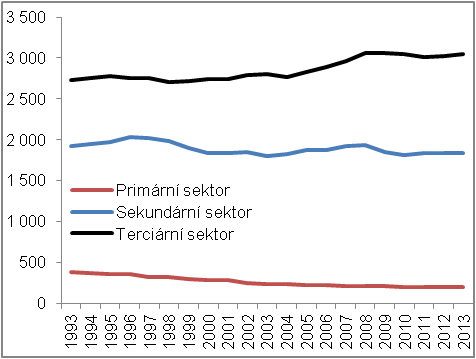 3 500
3 000
2 500
2 000
1 500
1 000
500
0
Primární sektor
Sekundární sektor
Terciární sektor
1993 1994 1995 1996 1997 1998 1999 2000 2001 2002 2003 2004 2005 2006 2007 2008 2009 2010 2011 2012 2013